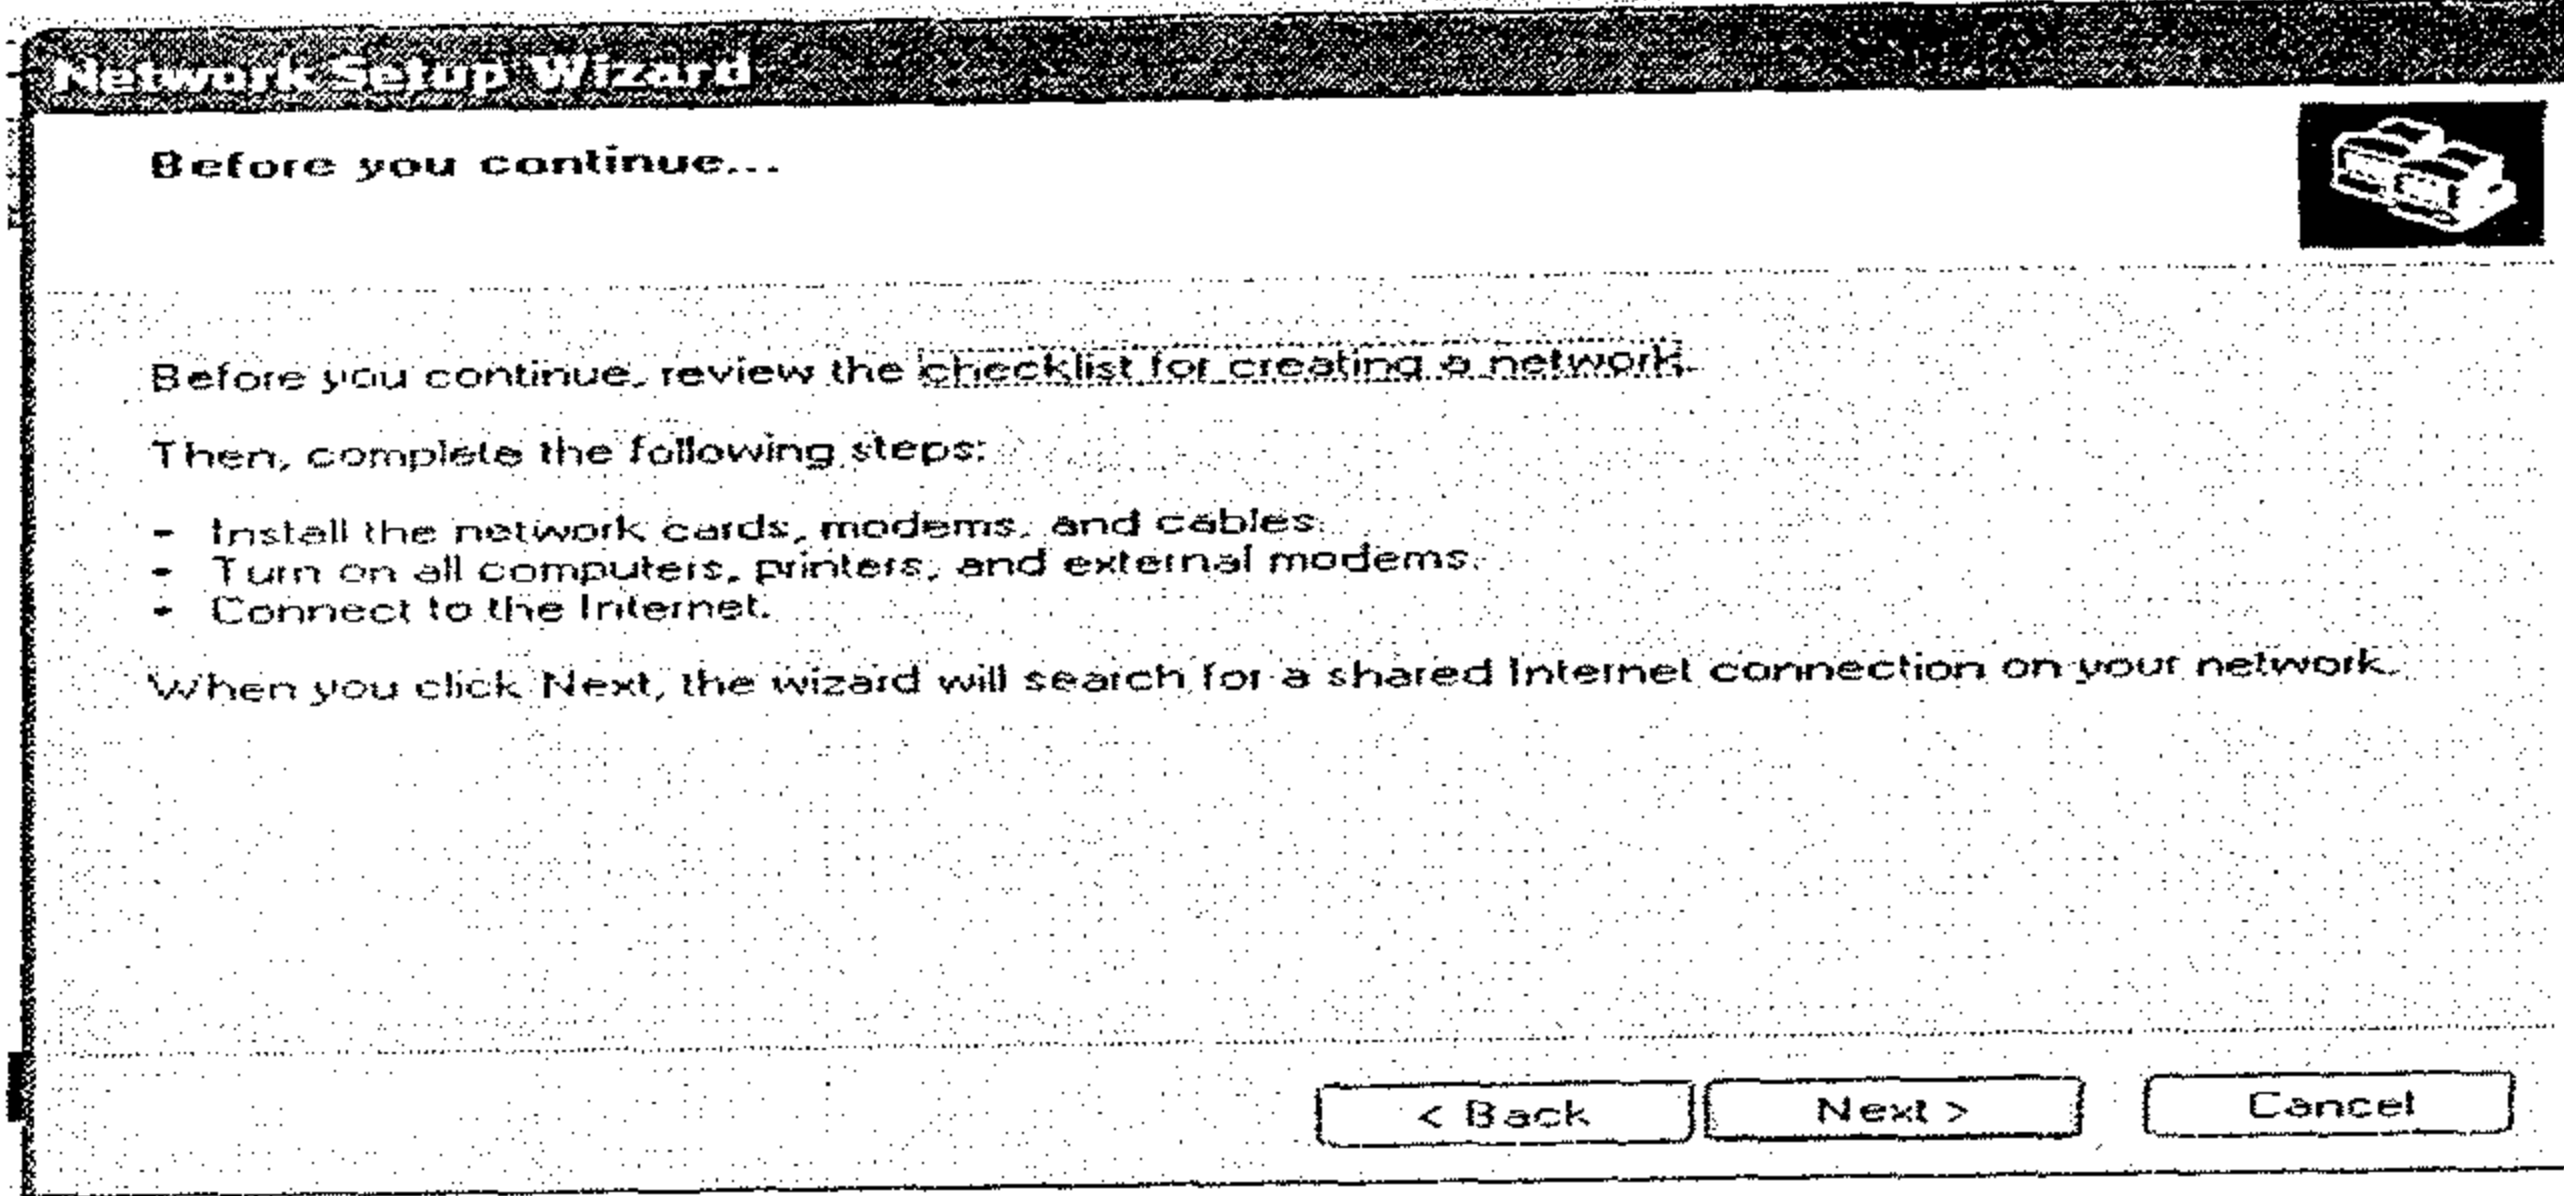 Network Setup Wizard
Before you continue...
Before you continue, review the checklist for creating a network.
Then, complete the following steps:
- Install the network cards, modems, and cables.
- Turn on all computers, printers, and external modems.
- Connect to the Internet.
When you click Next, the wizard will search for a shared Internet connection on your network.
< Back
Next >
Cancel